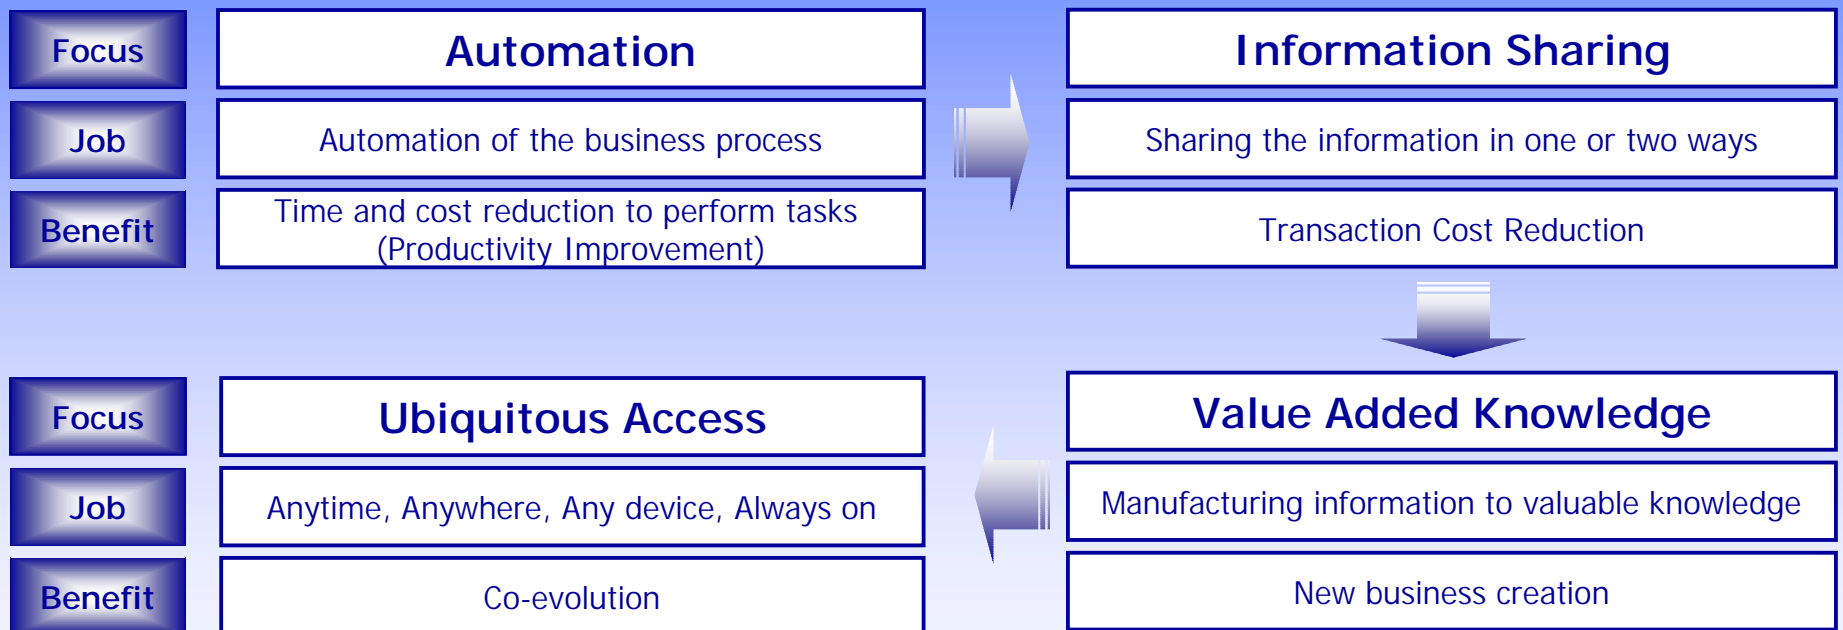 Focus
Automation
Information Sharing
Job
Automation of the business process
Sharing the information in one or two ways
Benefit
Time and cost reduction to perform tasks
(Productivity Improvement)
Transaction Cost Reduction
Focus
Ubiquitous Access
Value Added Knowledge
Job
Anytime, Anywhere, Any device, Always on
Manufacturing information to valuable knowledge
Benefit
Co-evolution
New business creation